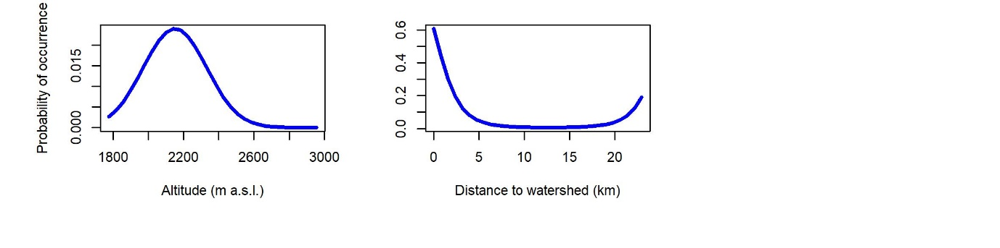 Probability of occurrence
0.015
0.000
1800 2200 2600 3000
Altitude (m a.s.l.)
0.6
0.4
0.2
0.0
0 5 10 15 20
Distance to watershed (km)